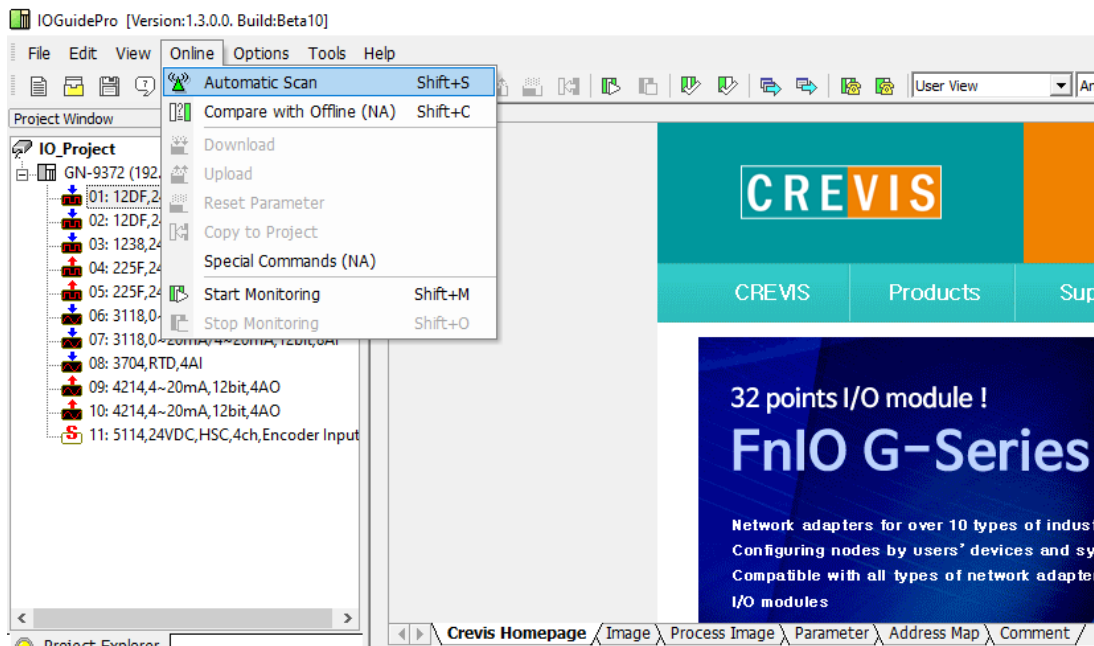 IOGuidePro [Version:1.3.0.0. Build:Beta10]
File Edit View Online Options Tools Help
Automatic Scan Shift+S
User View
Compare with Offline (NA) Shift+C
Download
Upload
Reset Parameter
Copy to Project
Special Commands (NA)
Start Monitoring Shift+M
Stop Monitoring Shift+O
Project Window
IO_Project
GN-9372 (192.
01: 12DF,2
02: 12DF,2
03: 1238,24
04: 225F,24
05: 225F,24
06: 3118,0~
07: 3118,0~20mA/4~20mA,12bit,8AI
08: 3704,RTD,4AI
09: 4214,4~20mA,12bit,4AO
10: 4214,4~20mA,12bit,4AO
11: 5114,24VDC,HSC,4ch,Encoder Input
Project Explorer
CREVIS
CREVIS Products Sup
32 points I/O module !
FnIO G-Series
Network adapters for over 10 types of indust
Configuring nodes by users' devices and sy
Compatible with all types of network adapte
I/O modules
Crevis Homepage Image Process Image Parameter Address Map Comment